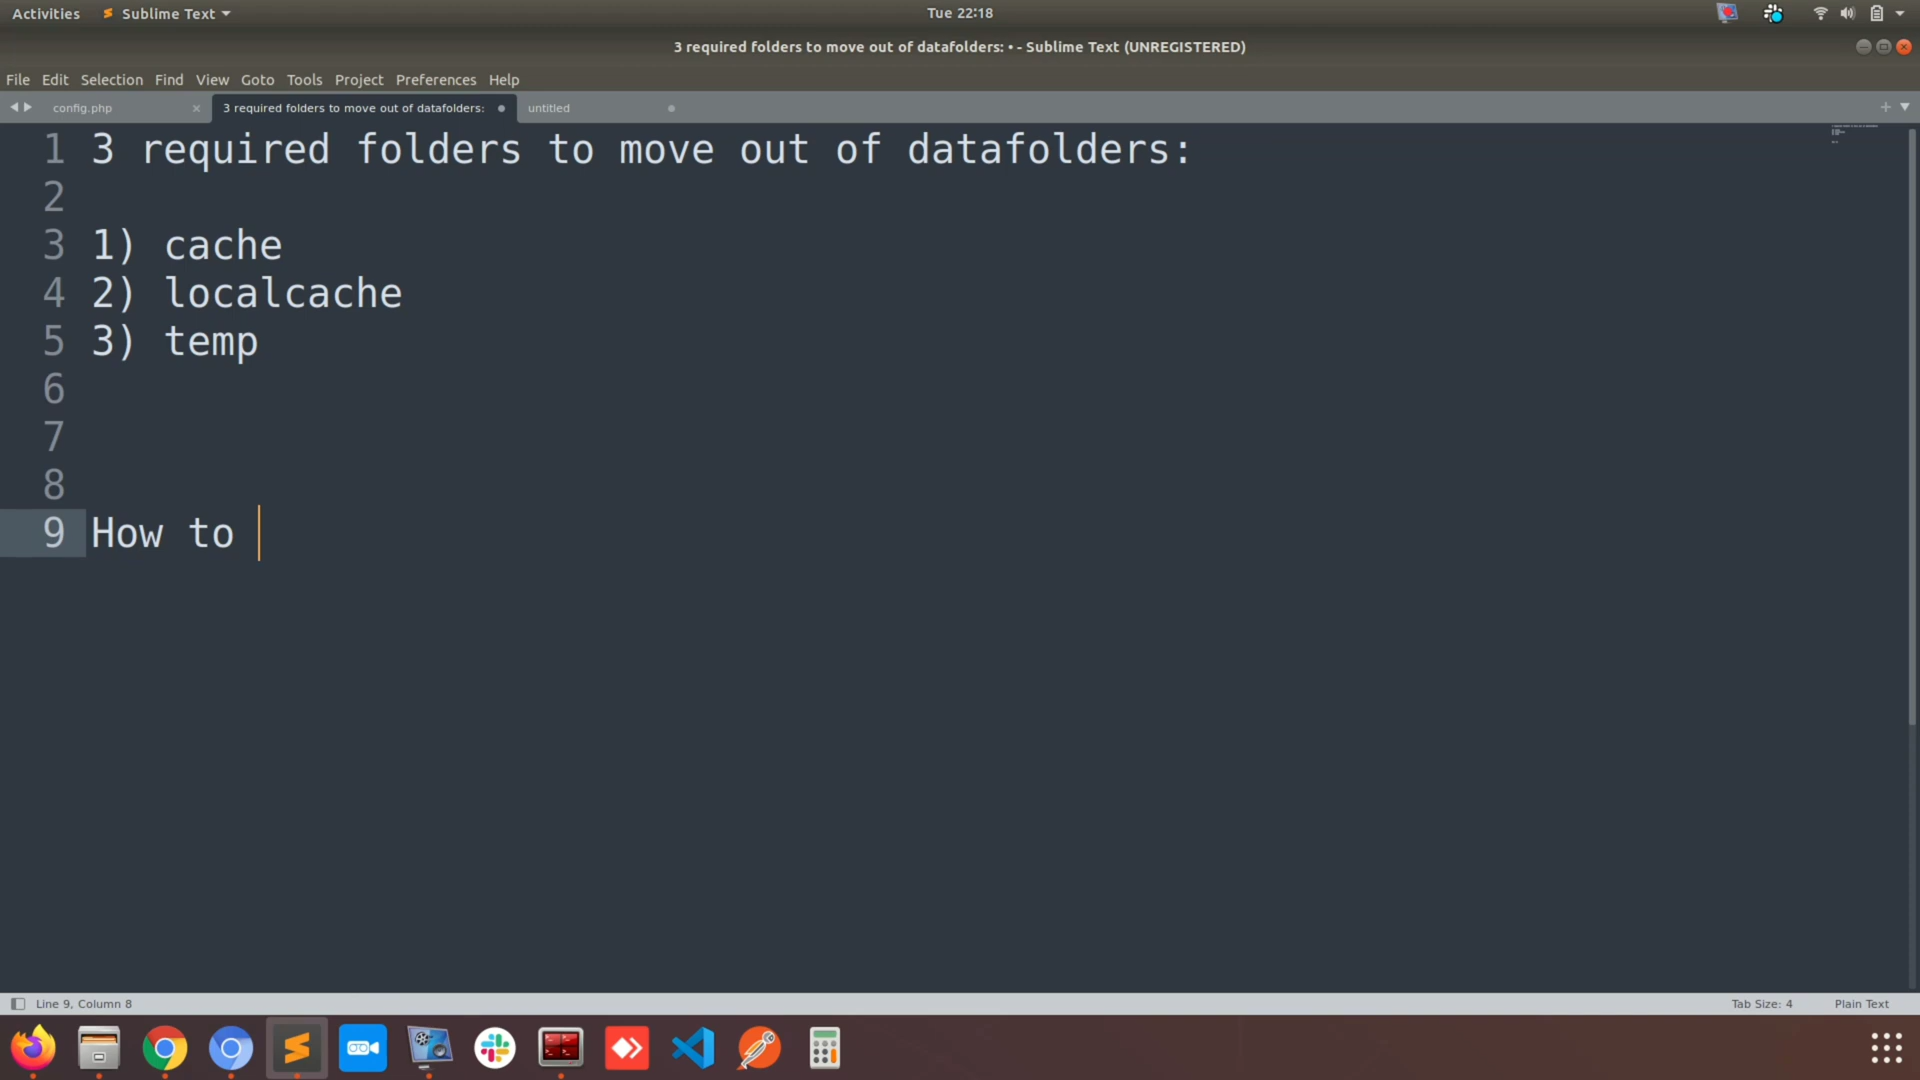 Activities Sublime Text Tue 22:18
3 required folders to move out of datafolders: • - Sublime Text (UNREGISTERED)
File Edit Selection Find View Goto Tools Project Preferences Help
config.php 3 required folders to move out of datafolders: untitled
1 3 required folders to move out of datafolders:
2
3 1) cache
4 2) localcache
5 3) temp
6
7
8
9 How to
Line 9, Column 8 Tab Size: 4 Plain Text